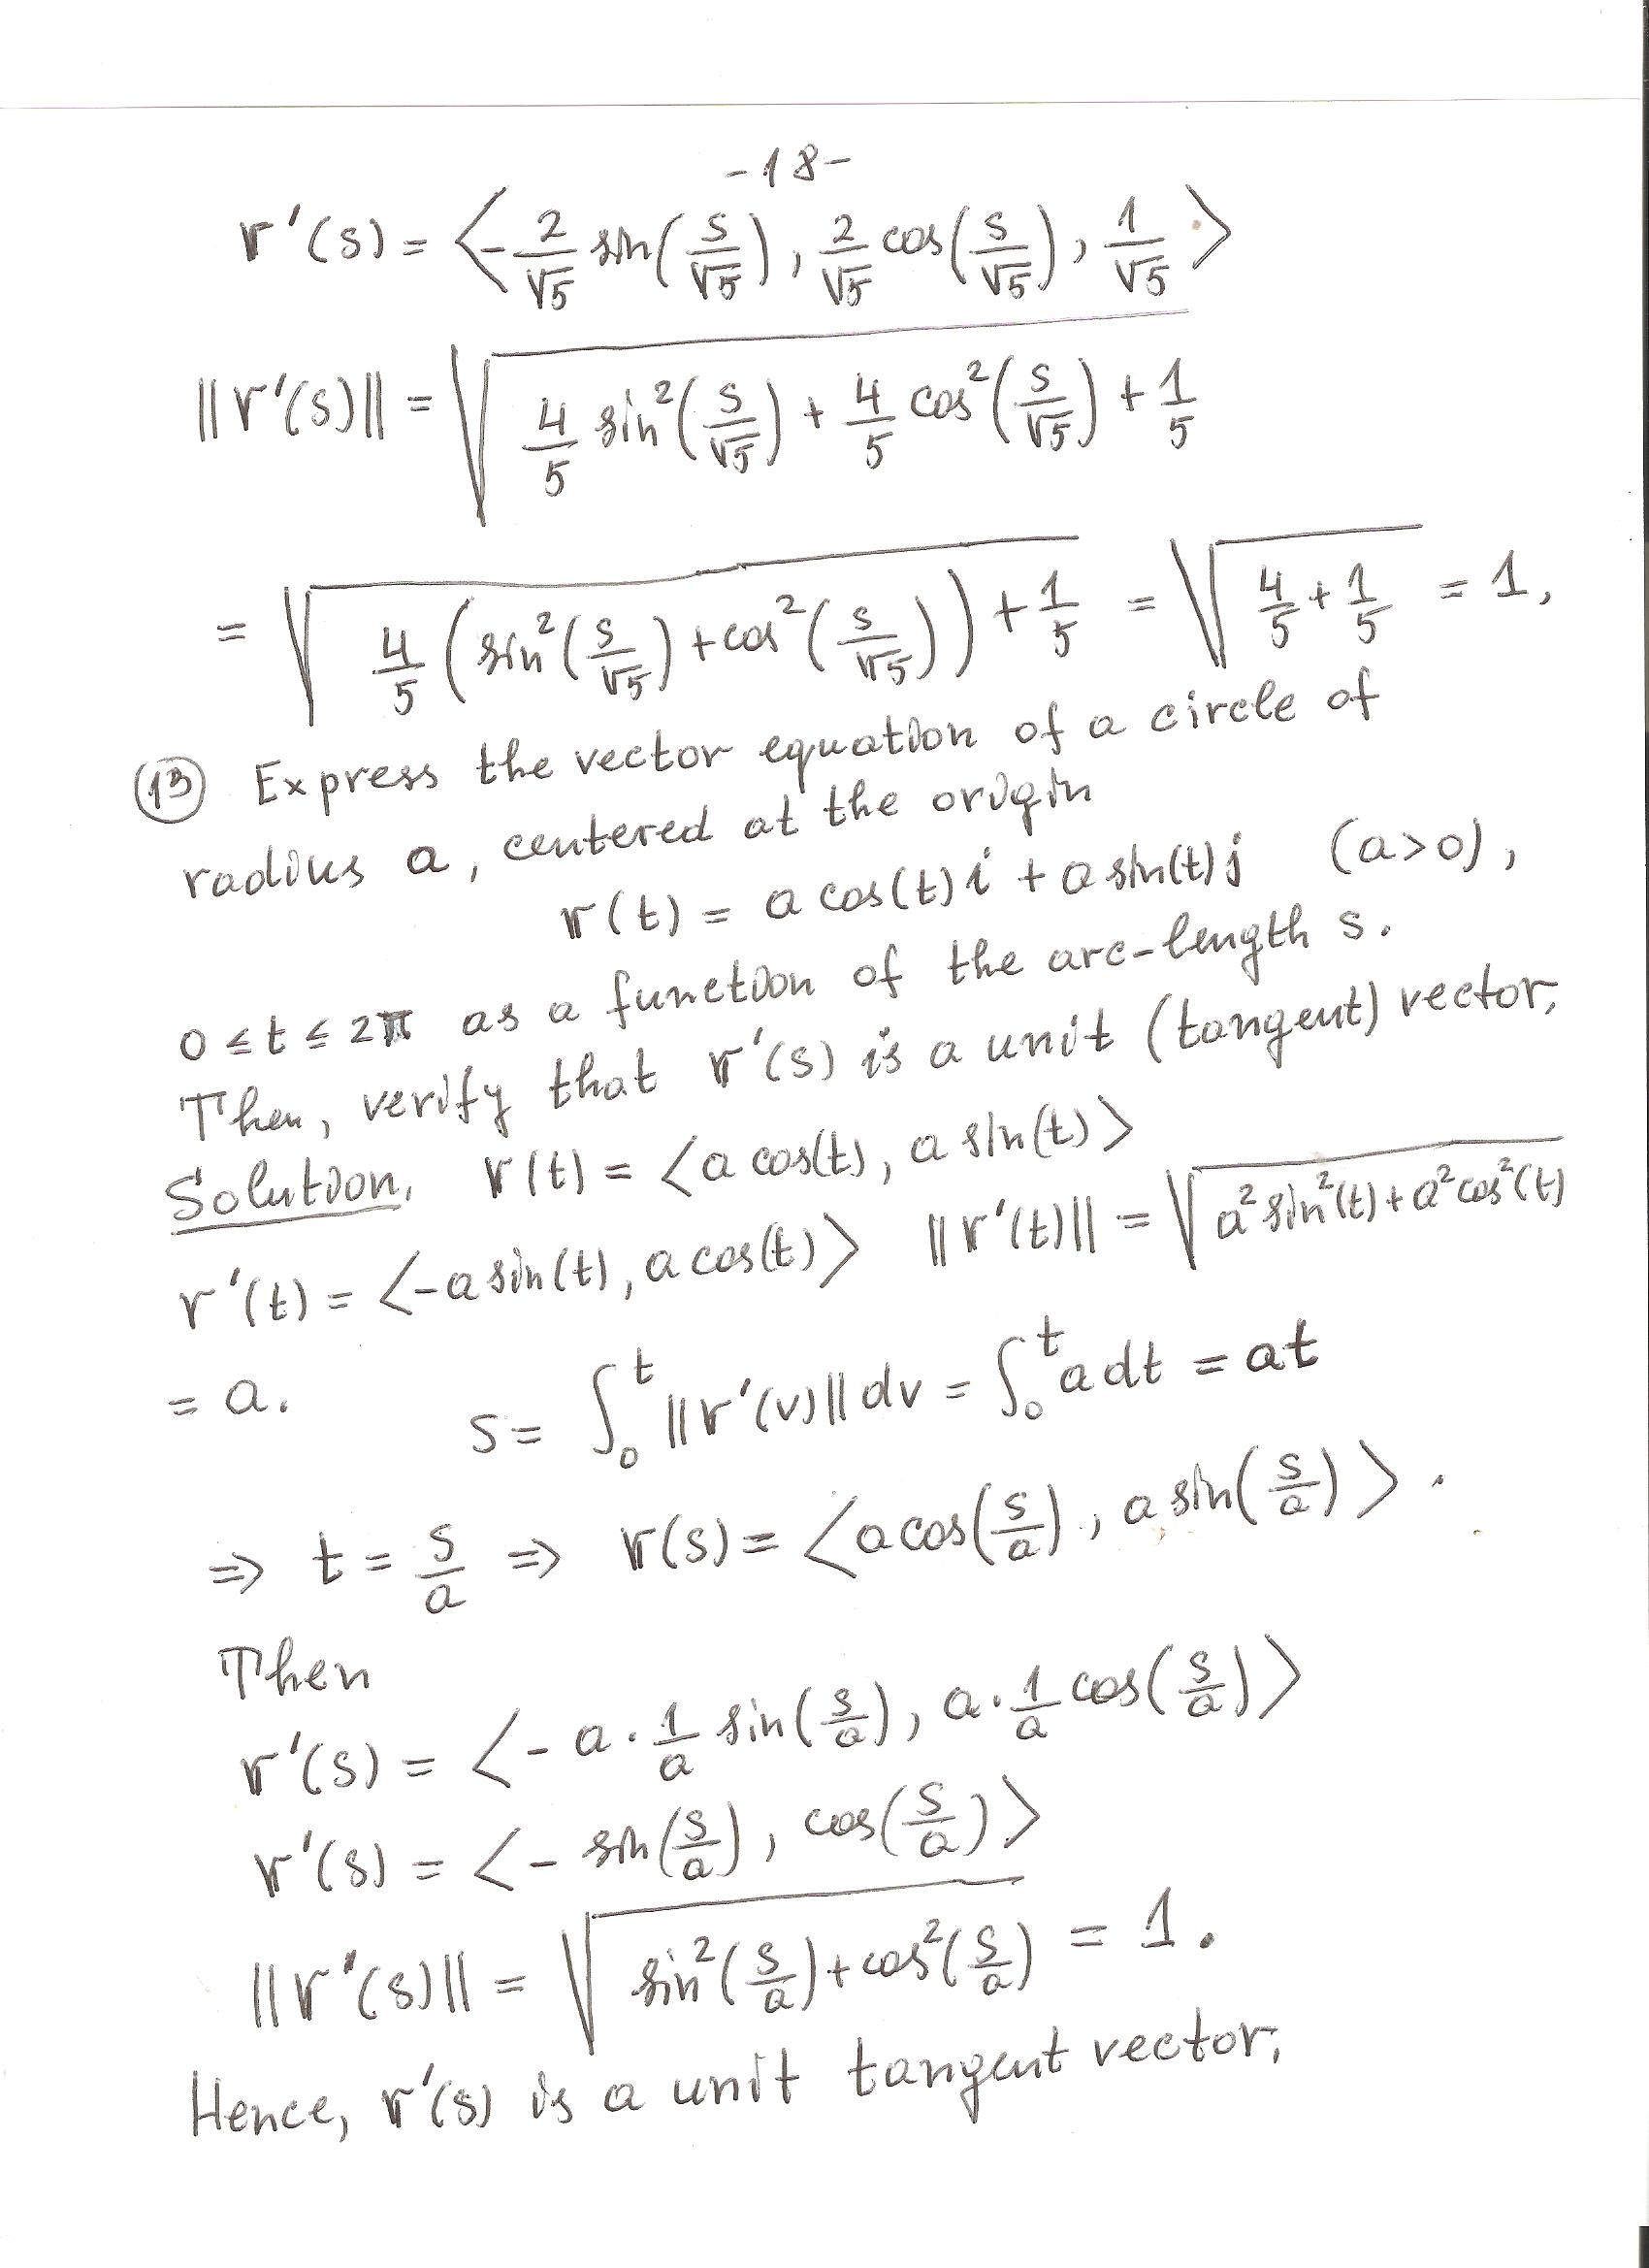 -18-
r'(s) = ⟨-2/√5 sin(s/√5), 2/√5 cos(s/√5), 1/√5⟩
||r'(s)|| = √(4/5 sin²(s/√5) + 4/5 cos²(s/√5) + 1/5)
= √(4/5 (sin²(s/√5) + cos²(s/√5)) + 1/5) = √(4/5 + 1/5) = 1,
(13) Express the vector equation of a circle of
radius a, centered at the origin
r(t) = a cos(t) i + a sin(t) j (a>0),
0 ≤ t ≤ 2π as a function of the arc-length s.
Then, verify that r'(s) is a unit (tangent) vector,
Solution. r(t) = ⟨a cos(t), a sin(t)⟩
r'(t) = ⟨-a sin(t), a cos(t)⟩ ||r'(t)|| = √(a² sin²(t) + a² cos²(t))
= a. s = ∫₀ᵗ ||r'(v)|| dv = ∫₀ᵗ a dt = at
⇒ t = s/a ⇒ r(s) = ⟨a cos(s/a), a sin(s/a)⟩.
Then
r'(s) = ⟨-a · 1/a sin(s/a), a · 1/a cos(s/a)⟩
r'(s) = ⟨- sin(s/a), cos(s/a)⟩
||r'(s)|| = √(sin²(s/a) + cos²(s/a)) = 1.
Hence, r'(s) is a unit tangent vector,